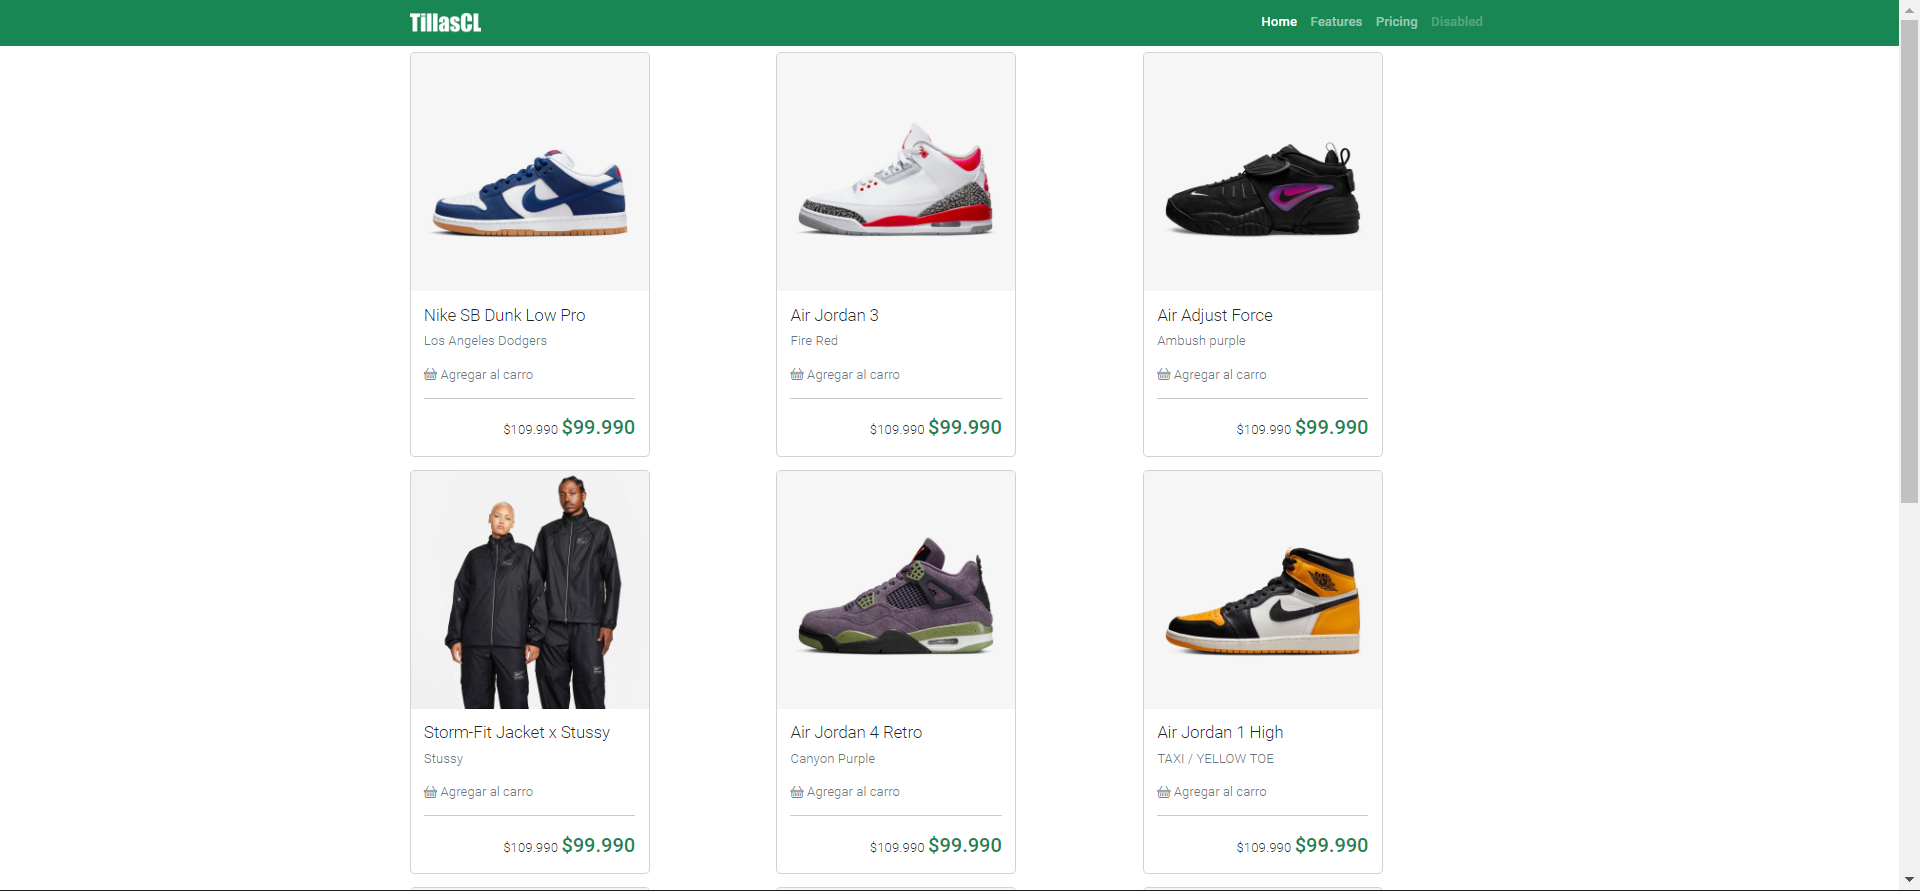 TillasCL
Home Features Pricing Disabled
Nike SB Dunk Low Pro
Los Angeles Dodgers
Agregar al carro
$109.990 $99.990
Air Jordan 3
Fire Red
Agregar al carro
$109.990 $99.990
Air Adjust Force
Ambush purple
Agregar al carro
$109.990 $99.990
Storm-Fit Jacket x Stussy
Stussy
Agregar al carro
$109.990 $99.990
Air Jordan 4 Retro
Canyon Purple
Agregar al carro
$109.990 $99.990
Air Jordan 1 High
TAXI / YELLOW TOE
Agregar al carro
$109.990 $99.990